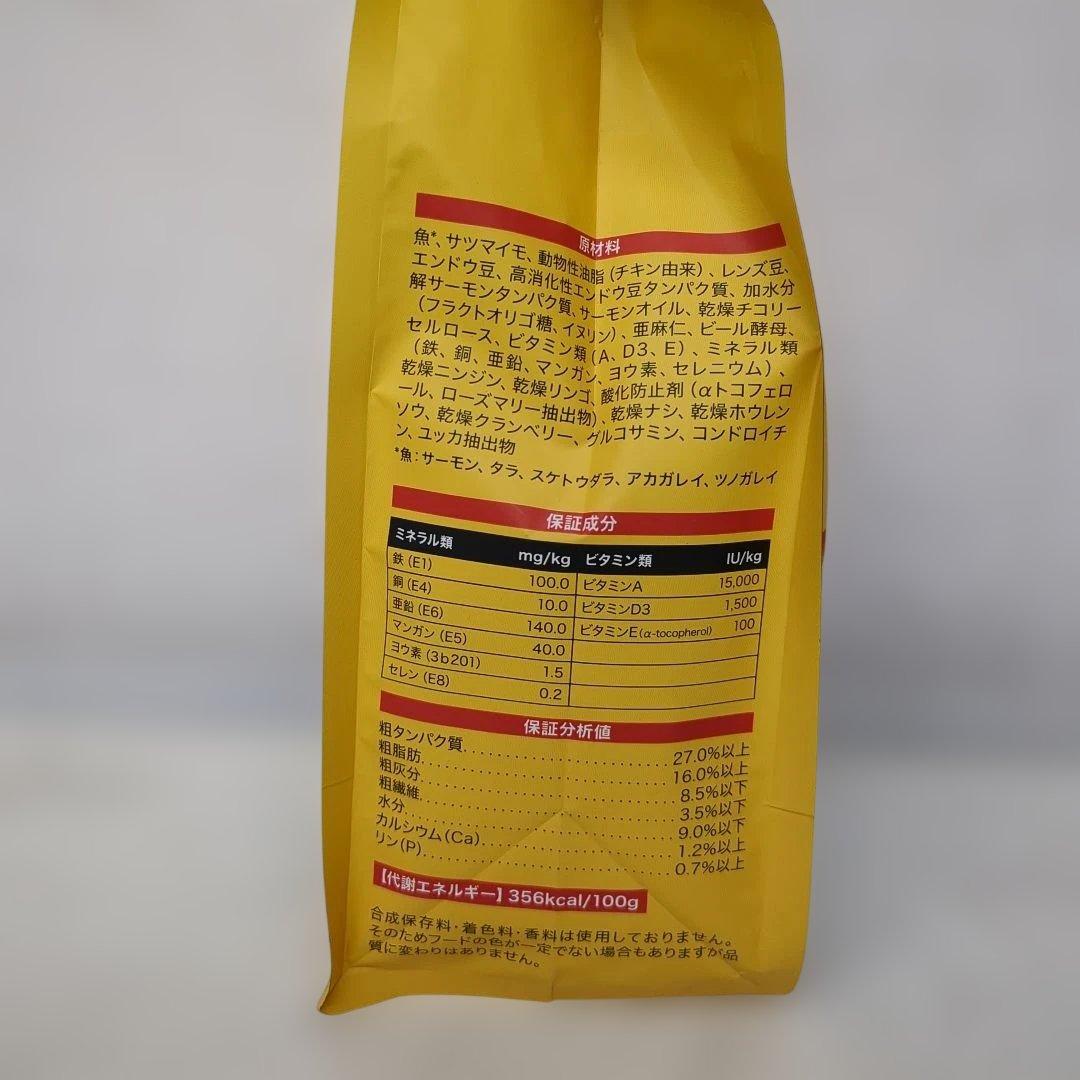 原材料
魚*、サツマイモ、動物性油脂(チキン由来)、レンズ豆、
エンドウ豆、高消化性エンドウ豆タンパク質、加水分
解サーモンタンパク質、サーモンオイル、乾燥チコリー
(フラクトオリゴ糖、イヌリン)、亜麻仁、ビール酵母、
セルロース、ビタミン類(A、D3、E)、ミネラル類
(鉄、銅、亜鉛、マンガン、ヨウ素、セレニウム)、
乾燥ニンジン、乾燥リンゴ、酸化防止剤(αトコフェロ
ール、ローズマリー抽出物)、乾燥ナシ、乾燥ホウレン
ソウ、乾燥クランベリー、グルコサミン、コンドロイチ
ン、ユッカ抽出物
*魚:サーモン、タラ、スケトウダラ、アカガレイ、ツノガレイ
保証成分
ミネラル類 mg/kg ビタミン類 IU/kg
鉄(E1) 100.0 ビタミンA 15,000
銅(E4) 10.0 ビタミンD3 1,500
亜鉛(E6) 140.0 ビタミンE(α-tocopherol) 100
マンガン(E5) 40.0
ヨウ素(3b201) 1.5
セレン(E8) 0.2
保証分析値
粗タンパク質 27.0%以上
粗脂肪 16.0%以上
粗灰分 8.5%以下
粗繊維 3.5%以下
水分 9.0%以下
カルシウム(Ca) 1.2%以上
リン(P) 0.7%以上
【代謝エネルギー】356kcal/100g
合成保存料・着色料・香料は使用しておりません。
そのためフードの色が一定でない場合もありますが品
質に変わりはありません。